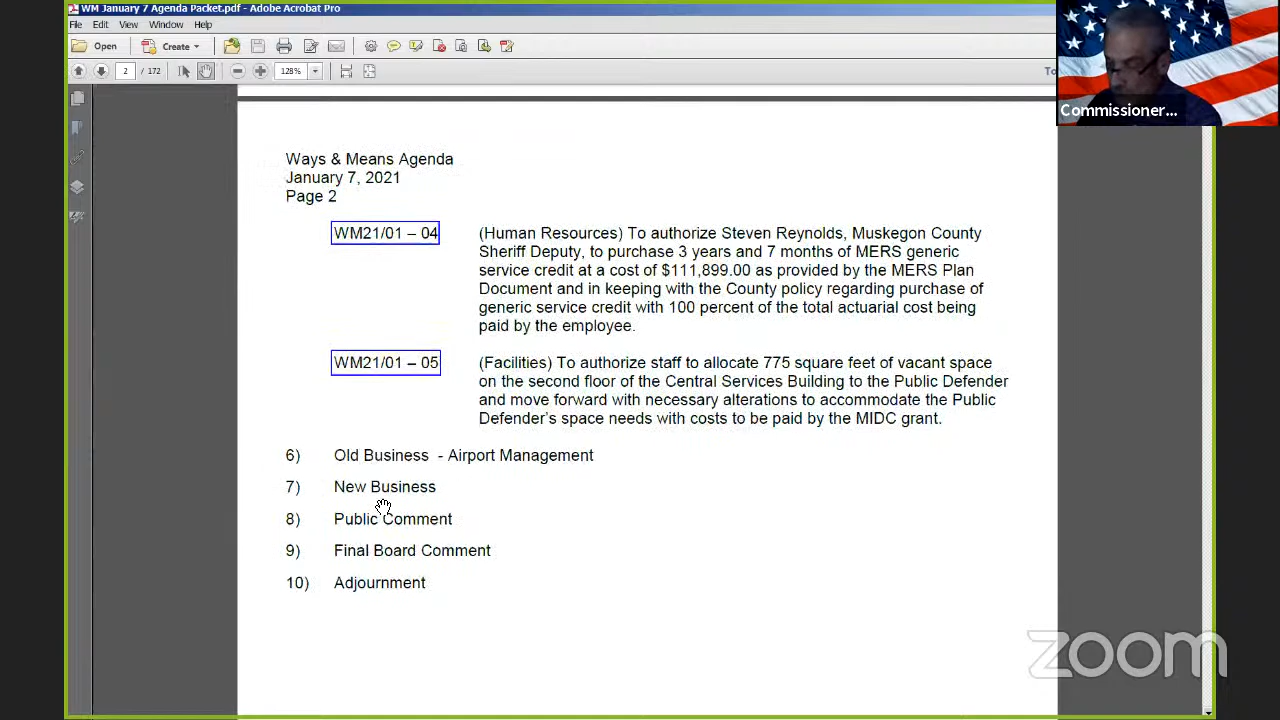 WM January 7 Agenda Packet.pdf - Adobe Acrobat Pro
File Edit View Window Help
Open Create
2 / 172 128% To
Commissioner...
Ways & Means Agenda
January 7, 2021
Page 2
WM21/01 – 04 (Human Resources) To authorize Steven Reynolds, Muskegon County
Sheriff Deputy, to purchase 3 years and 7 months of MERS generic
service credit at a cost of $111,899.00 as provided by the MERS Plan
Document and in keeping with the County policy regarding purchase of
generic service credit with 100 percent of the total actuarial cost being
paid by the employee.
WM21/01 – 05 (Facilities) To authorize staff to allocate 775 square feet of vacant space
on the second floor of the Central Services Building to the Public Defender
and move forward with necessary alterations to accommodate the Public
Defender's space needs with costs to be paid by the MIDC grant.
6) Old Business - Airport Management
7) New Business
8) Public Comment
9) Final Board Comment
10) Adjournment
zoom